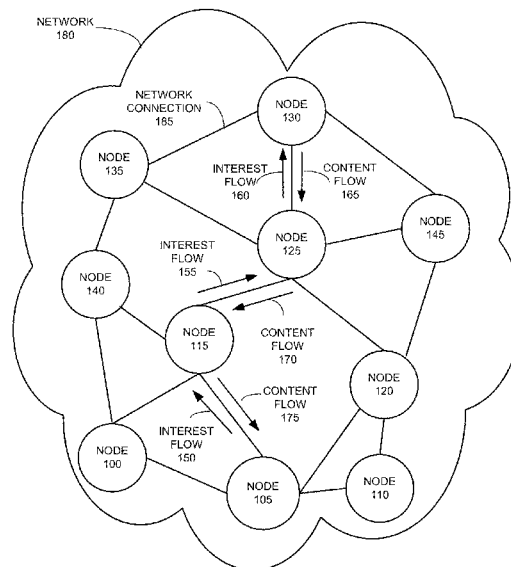 NETWORK
180
NETWORK
CONNECTION
185
NODE
130
NODE
135
INTEREST
FLOW
160
CONTENT
FLOW
165
NODE
125
NODE
145
INTEREST
FLOW
155
NODE
140
NODE
115
CONTENT
FLOW
170
NODE
120
CONTENT
FLOW
175
INTEREST
FLOW
150
NODE
100
NODE
105
NODE
110